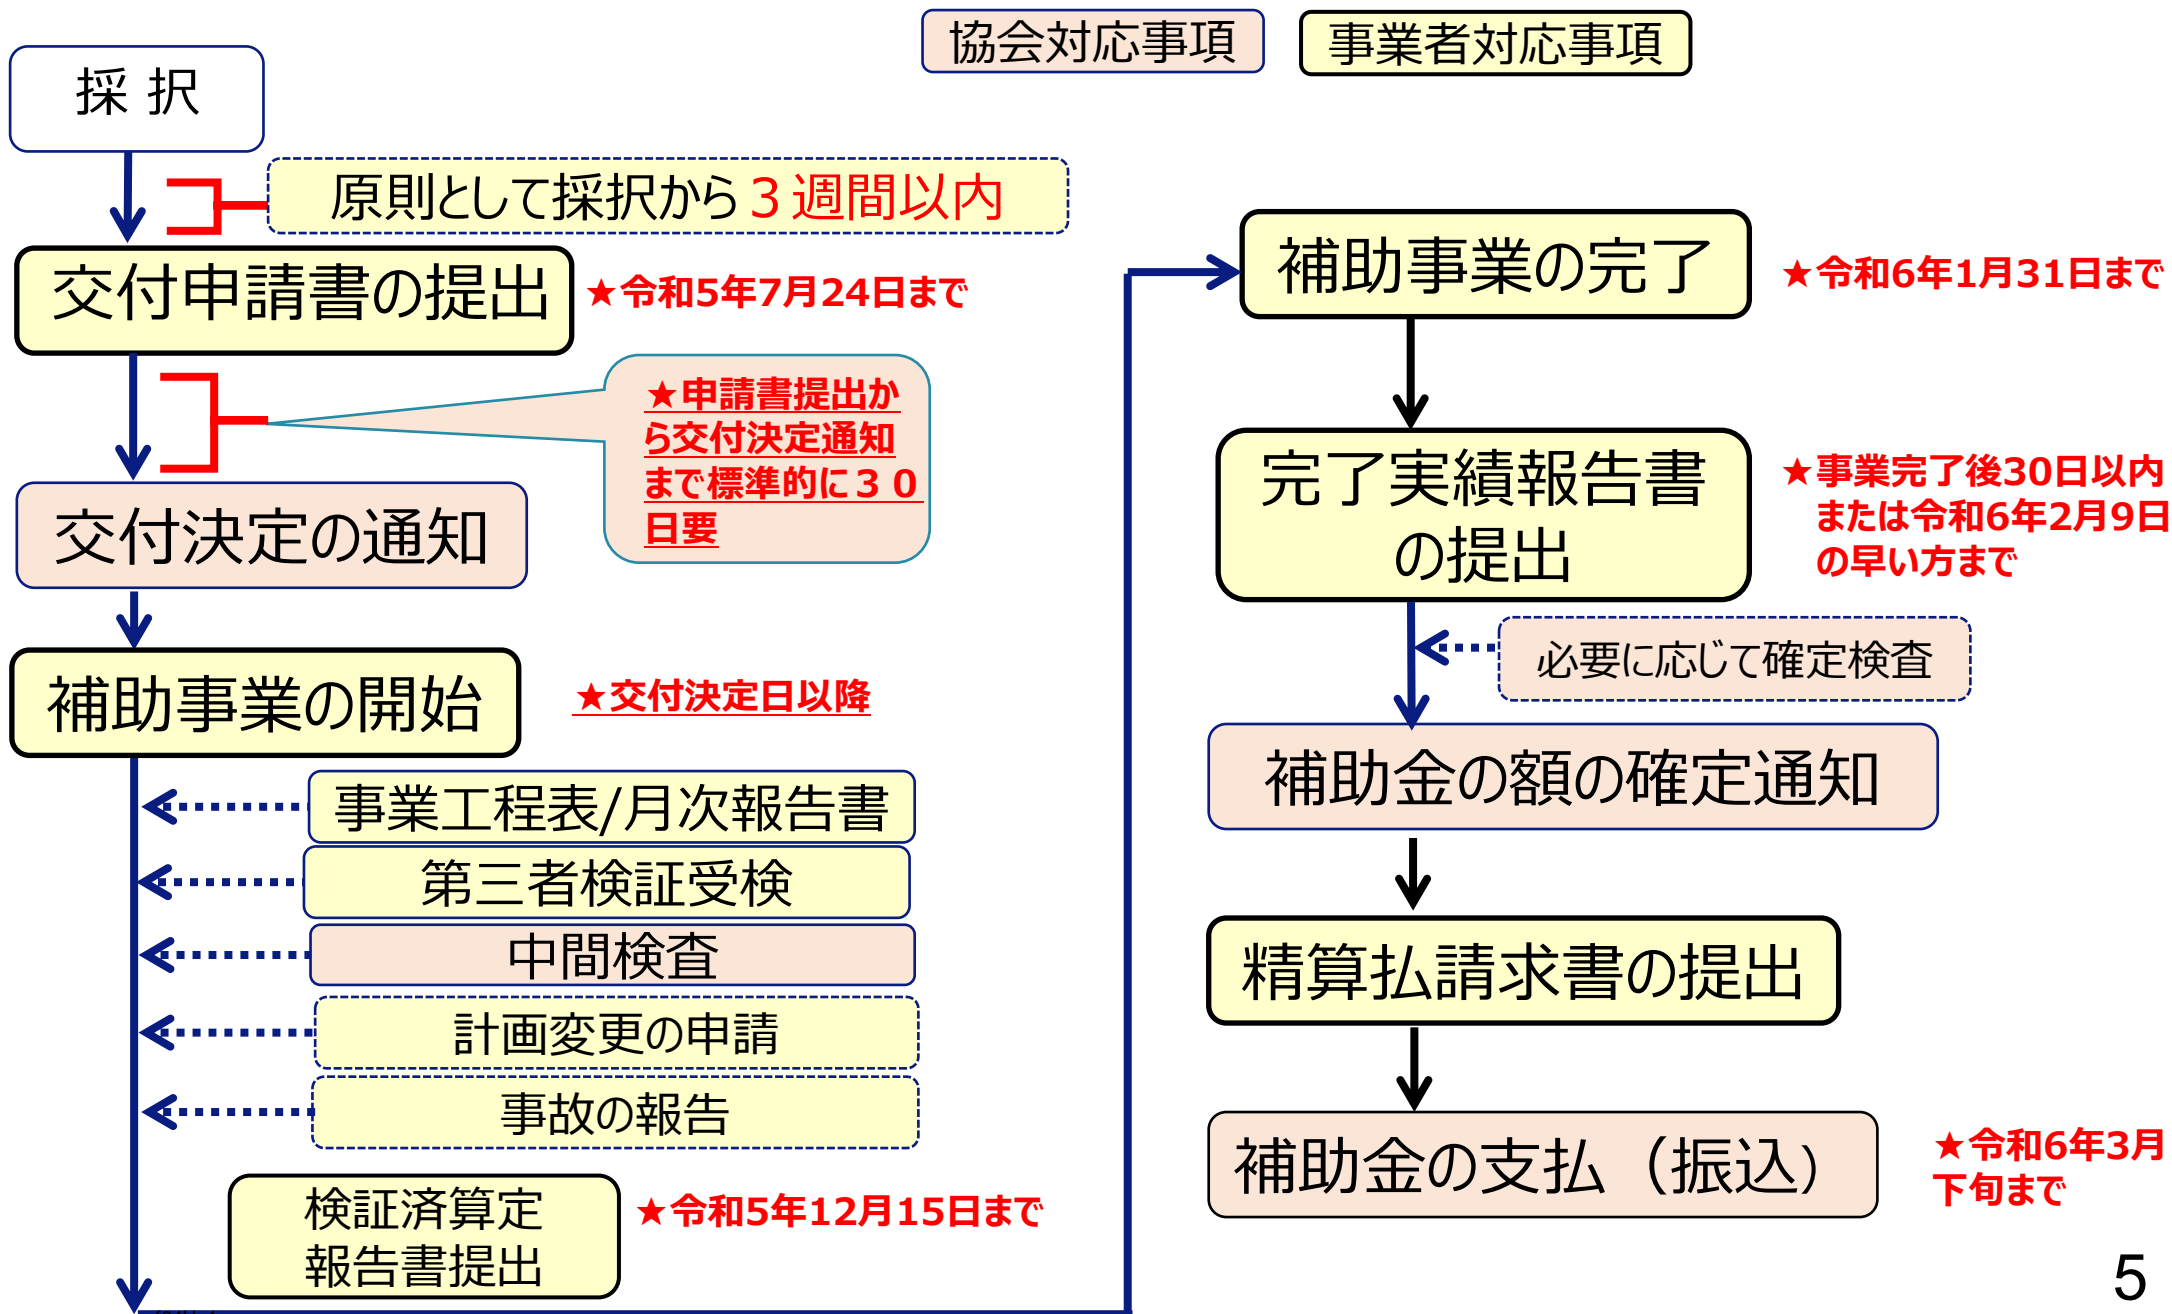 協会対応事項
事業者対応事項
採 択
原則として採択から３週間以内
交付申請書の提出
★令和5年7月24日まで
★申請書提出か
ら交付決定通知
まで標準的に３０
日要
交付決定の通知
補助事業の開始
★交付決定日以降
事業工程表/月次報告書
第三者検証受検
中間検査
計画変更の申請
事故の報告
検証済算定
報告書提出
★令和5年12月15日まで
補助事業の完了
★令和6年1月31日まで
完了実績報告書
の提出
★事業完了後30日以内
または令和6年2月9日
の早い方まで
必要に応じて確定検査
補助金の額の確定通知
精算払請求書の提出
補助金の支払（振込）
★令和6年3月
下旬まで
5